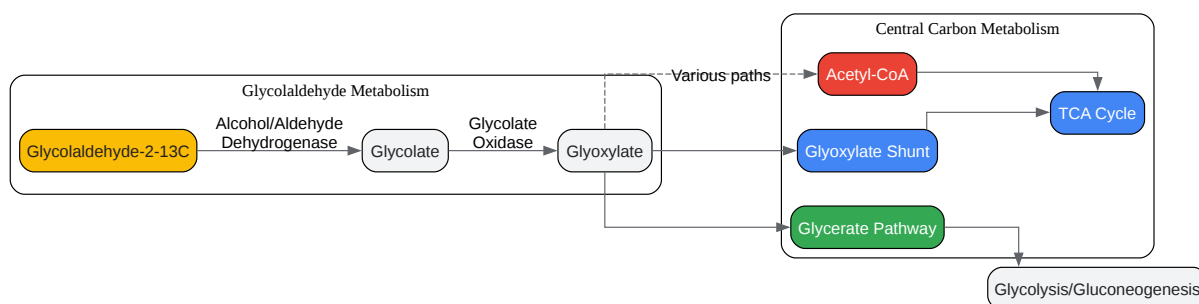 Central Carbon Metabolism
Various paths
Acetyl-CoA
Glycolaldehyde Metabolism
TCA Cycle
Alcohol/Aldehyde
Dehydrogenase
Glycolate
Oxidase
Glycolaldehyde-2-13C
Glycolate
Glyoxylate
Glyoxylate Shunt
Glycerate Pathway
Glycolysis/Gluconeogenesis